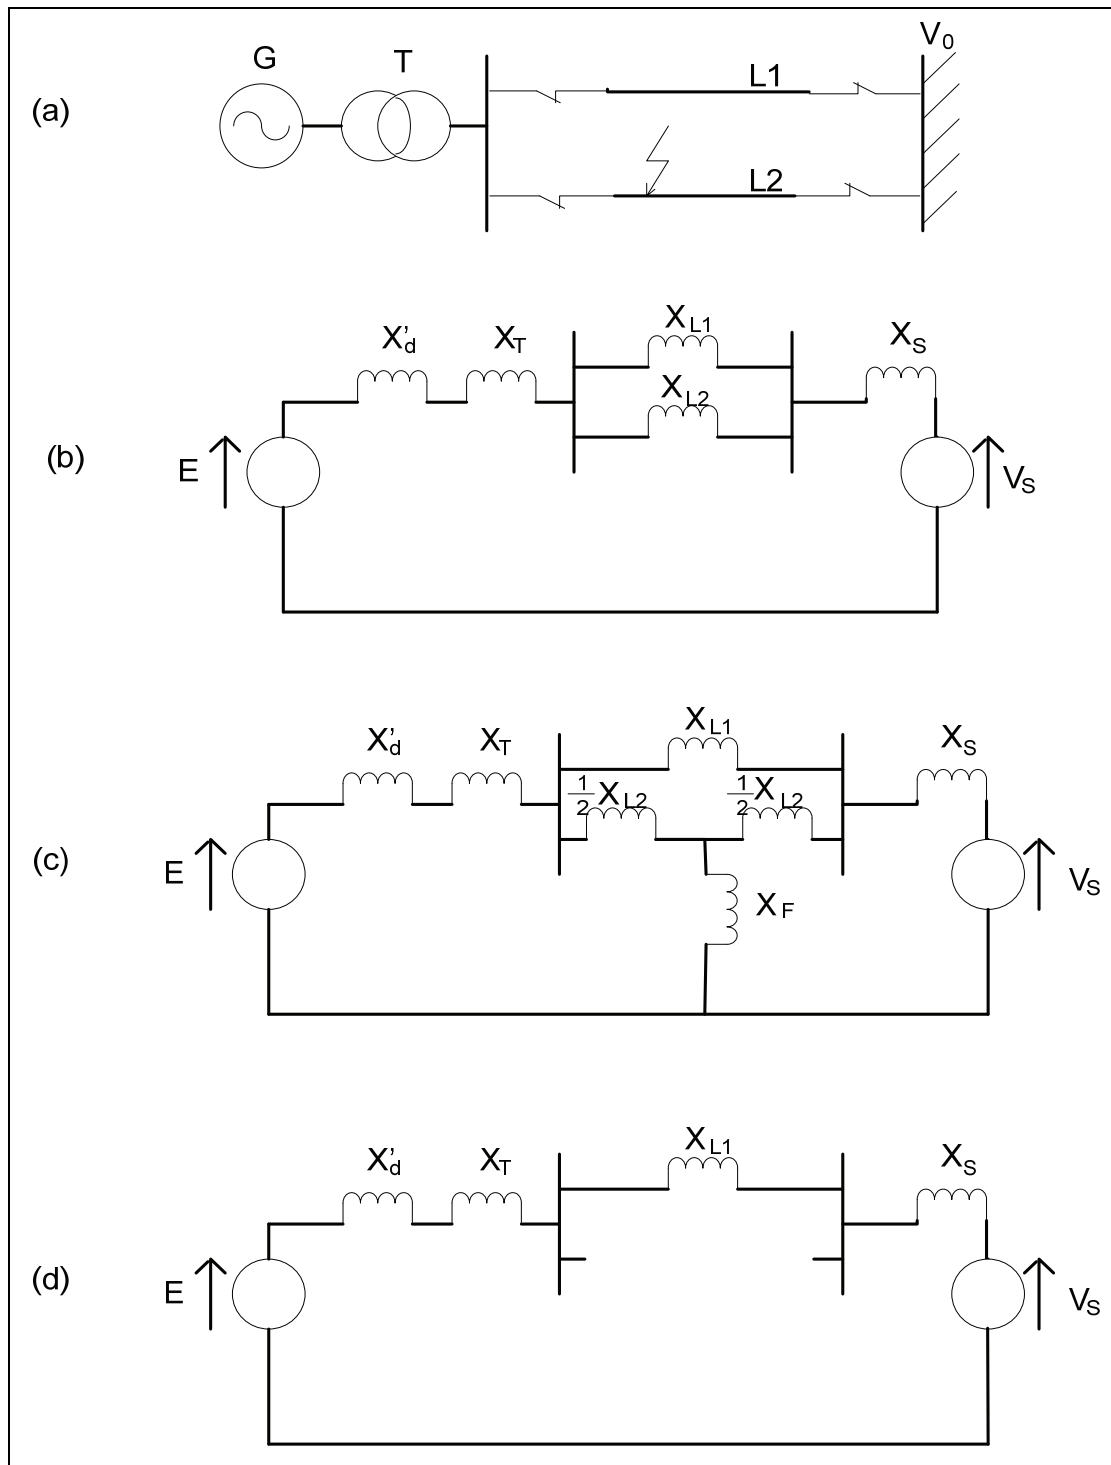 V0
G T L1
(a)
L2
XL1
X'd XT XS
XL2
(b) E VS
XL1
X'd XT XS
1/2 XL2 1/2 XL2
(c) E XF VS
XL1
X'd XT XS
(d) E VS